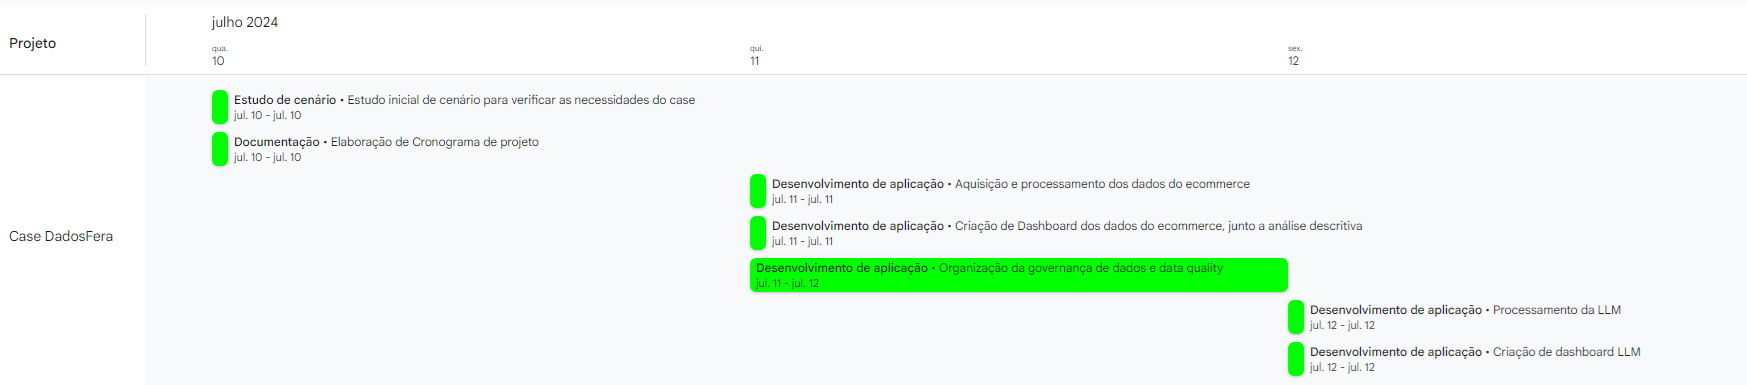 Projeto
julho 2024
qua.
10
qui.
11
sex.
12
Case DadosFera
Estudo de cenário • Estudo inicial de cenário para verificar as necessidades do case
jul. 10 - jul. 10
Documentação • Elaboração de Cronograma de projeto
jul. 10 - jul. 10
Desenvolvimento de aplicação • Aquisição e processamento dos dados do ecommerce
jul. 11 - jul. 11
Desenvolvimento de aplicação • Criação de Dashboard dos dados do ecommerce, junto a análise descritiva
jul. 11 - jul. 11
Desenvolvimento de aplicação • Organização da governança de dados e data quality
jul. 11 - jul. 12
Desenvolvimento de aplicação • Processamento da LLM
jul. 12 - jul. 12
Desenvolvimento de aplicação • Criação de dashboard LLM
jul. 12 - jul. 12